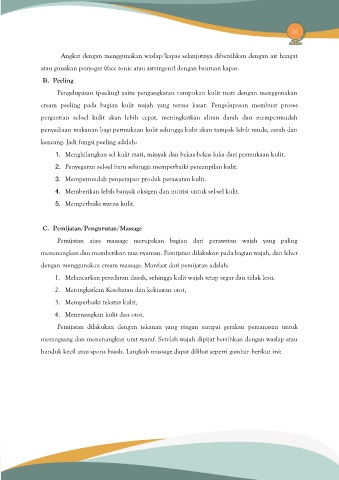 20
Angkat dengan menggunakan waslap/kapas selanjutnya dibersihkan dengan air hangat
atau gunakan penyegar (face tonic atau astringent) dengan bantuan kapas.
B. Peeling
Pengelupasan (peeling) yaitu pengangkatan tumpukan kulit mati dengan menggunakan
cream peeling pada bagian kulit wajah yang terasa kasar. Pengelupasan membuat proses
pergantian sel-sel kulit akan lebih cepat, meningkatkan aliran darah dan mempermudah
penyediaan makanan bagi permukaan kulit sehingga kulit akan tampak lebih muda, cerah dan
kencang. Jadi fungsi peeling adalah:
1. Menghilangkan sel kulit mati, minyak dan bekas-bekas luka dari permukaan kulit.
2. Penyegaran sel-sel baru sehingga memperbaiki penampilan kulit.
3. Mempermudah penyerapan produk perawatan kulit.
4. Memberikan lebih banyak oksigen dan nutrisi untuk sel-sel kulit.
5. Memperbaiki warna kulit.
C. Pemijatan/Pengurutan/Massage
Pemijatan atau massage merupakan bagian dari perawatan wajah yang paling
menenangkan dan memberikan rasa nyaman. Pemijatan dilakukan pada bagian wajah, dan leher
dengan menggunakan cream massage. Manfaat dari pemijatan adalah:
1. Melancarkan peredaran darah, sehingga kulit wajah tetap segar dan tidak lesu.
2. Meningkatkan Kesehatan dan kekuatan otot,
3. Memperbaiki tekstur kulit,
4. Menenangkan kulit dan otot.
Pemijatan dilakukan dengan tekanan yang ringan sampai gerakan pemanasan untuk
merangsang dan menenangkan urat syaraf. Setelah wajah dipijat bersihkan dengan waslap atau
handuk kecil atau spons basah. Langkah massage dapat dilihat seperti gambar berikut ini: